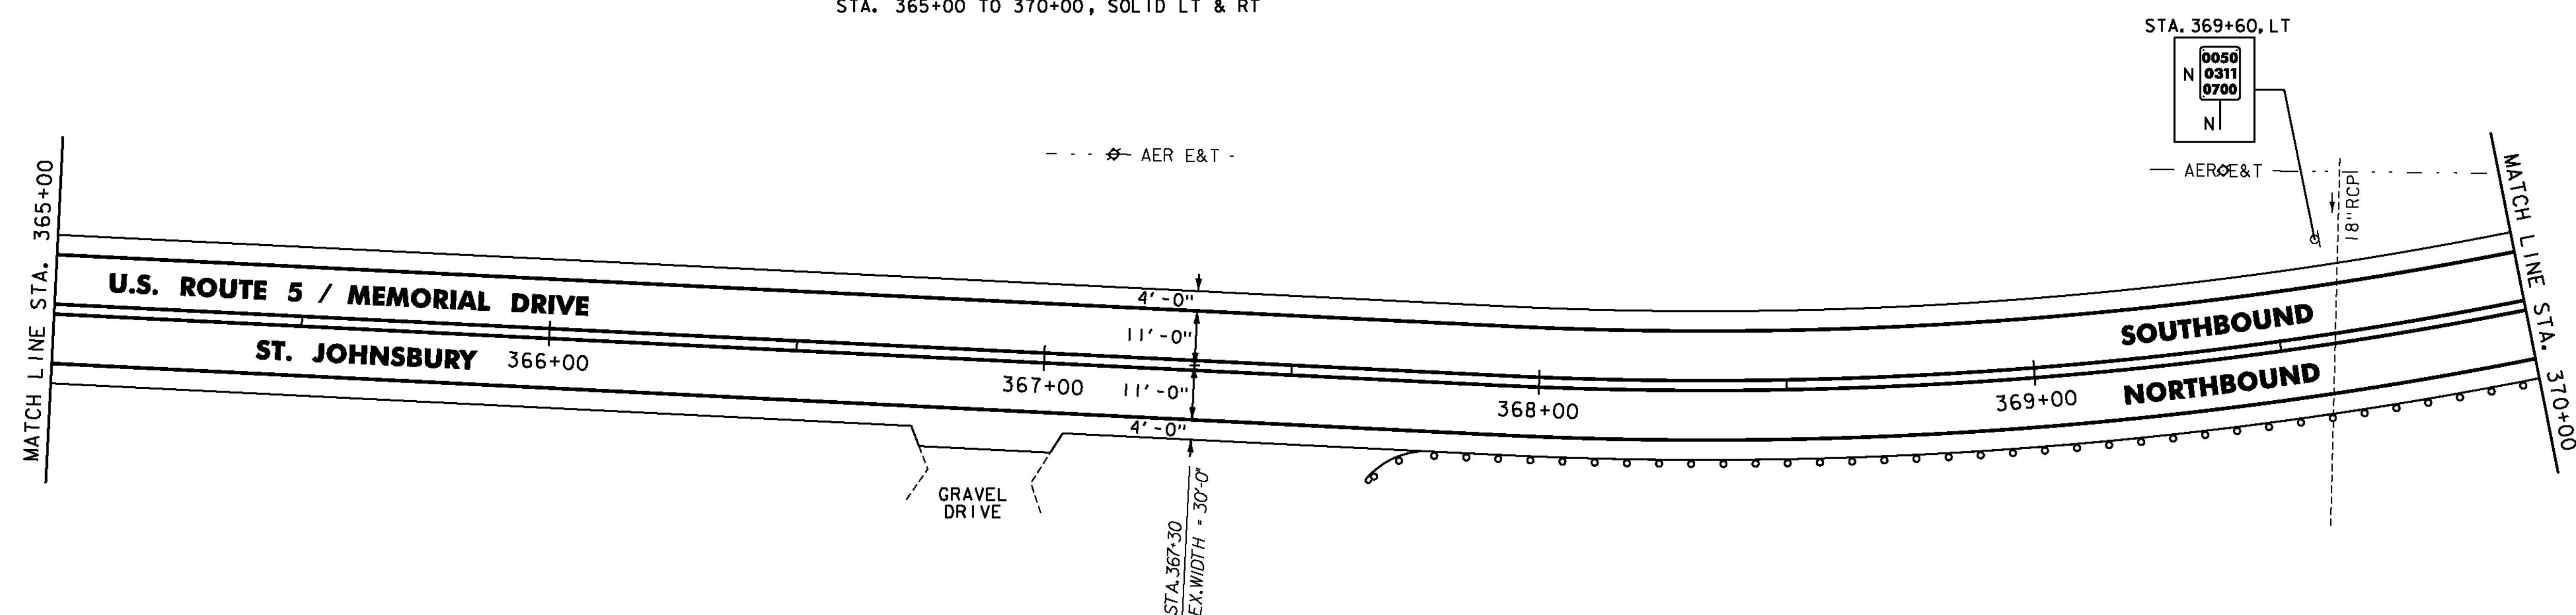 STA. 365+00 TO 370+00, SOLID LT & RT
STA. 369+60, LT
0050
N 0311
0700
N
AER E&T
AER E&T
18" RCP
MATCH LINE STA. 365+00
MATCH LINE STA. 370+00
U.S. ROUTE 5 / MEMORIAL DRIVE
ST. JOHNSBURY
366+00
367+00
368+00
369+00
4'-0"
11'-0"
11'-0"
4'-0"
SOUTHBOUND
NORTHBOUND
GRAVEL
DRIVE
STA. 367+30
EX. WIDTH = 30'-0"